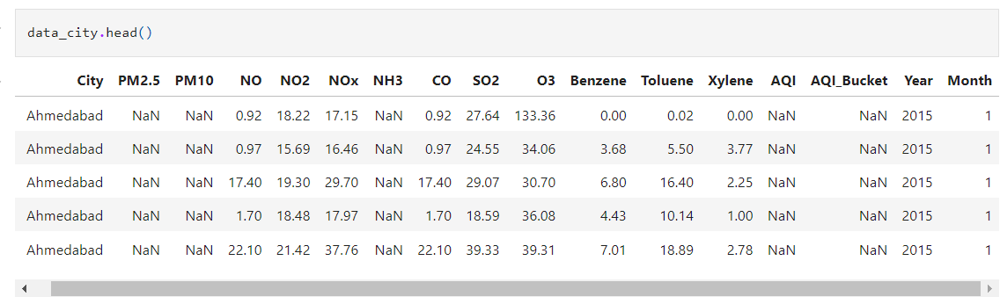 data_city.head()
City PM2.5 PM10 NO NO2 NOx NH3 CO SO2 O3 Benzene Toluene Xylene AQI AQI_Bucket Year Month
Ahmedabad NaN NaN 0.92 18.22 17.15 NaN 0.92 27.64 133.36 0.00 0.02 0.00 NaN NaN 2015 1
Ahmedabad NaN NaN 0.97 15.69 16.46 NaN 0.97 24.55 34.06 3.68 5.50 3.77 NaN NaN 2015 1
Ahmedabad NaN NaN 17.40 19.30 29.70 NaN 17.40 29.07 30.70 6.80 16.40 2.25 NaN NaN 2015 1
Ahmedabad NaN NaN 1.70 18.48 17.97 NaN 1.70 18.59 36.08 4.43 10.14 1.00 NaN NaN 2015 1
Ahmedabad NaN NaN 22.10 21.42 37.76 NaN 22.10 39.33 39.31 7.01 18.89 2.78 NaN NaN 2015 1